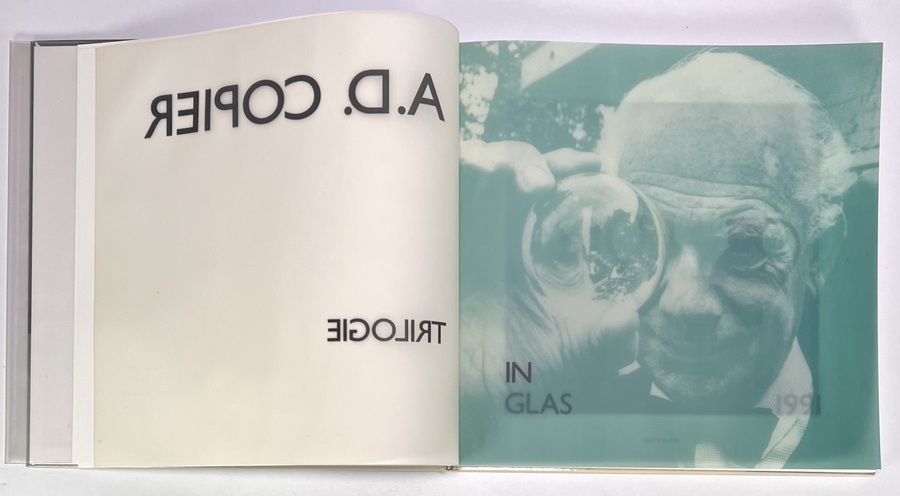 A.D. COPIER
TRILOGIE
IN
GLAS
1991